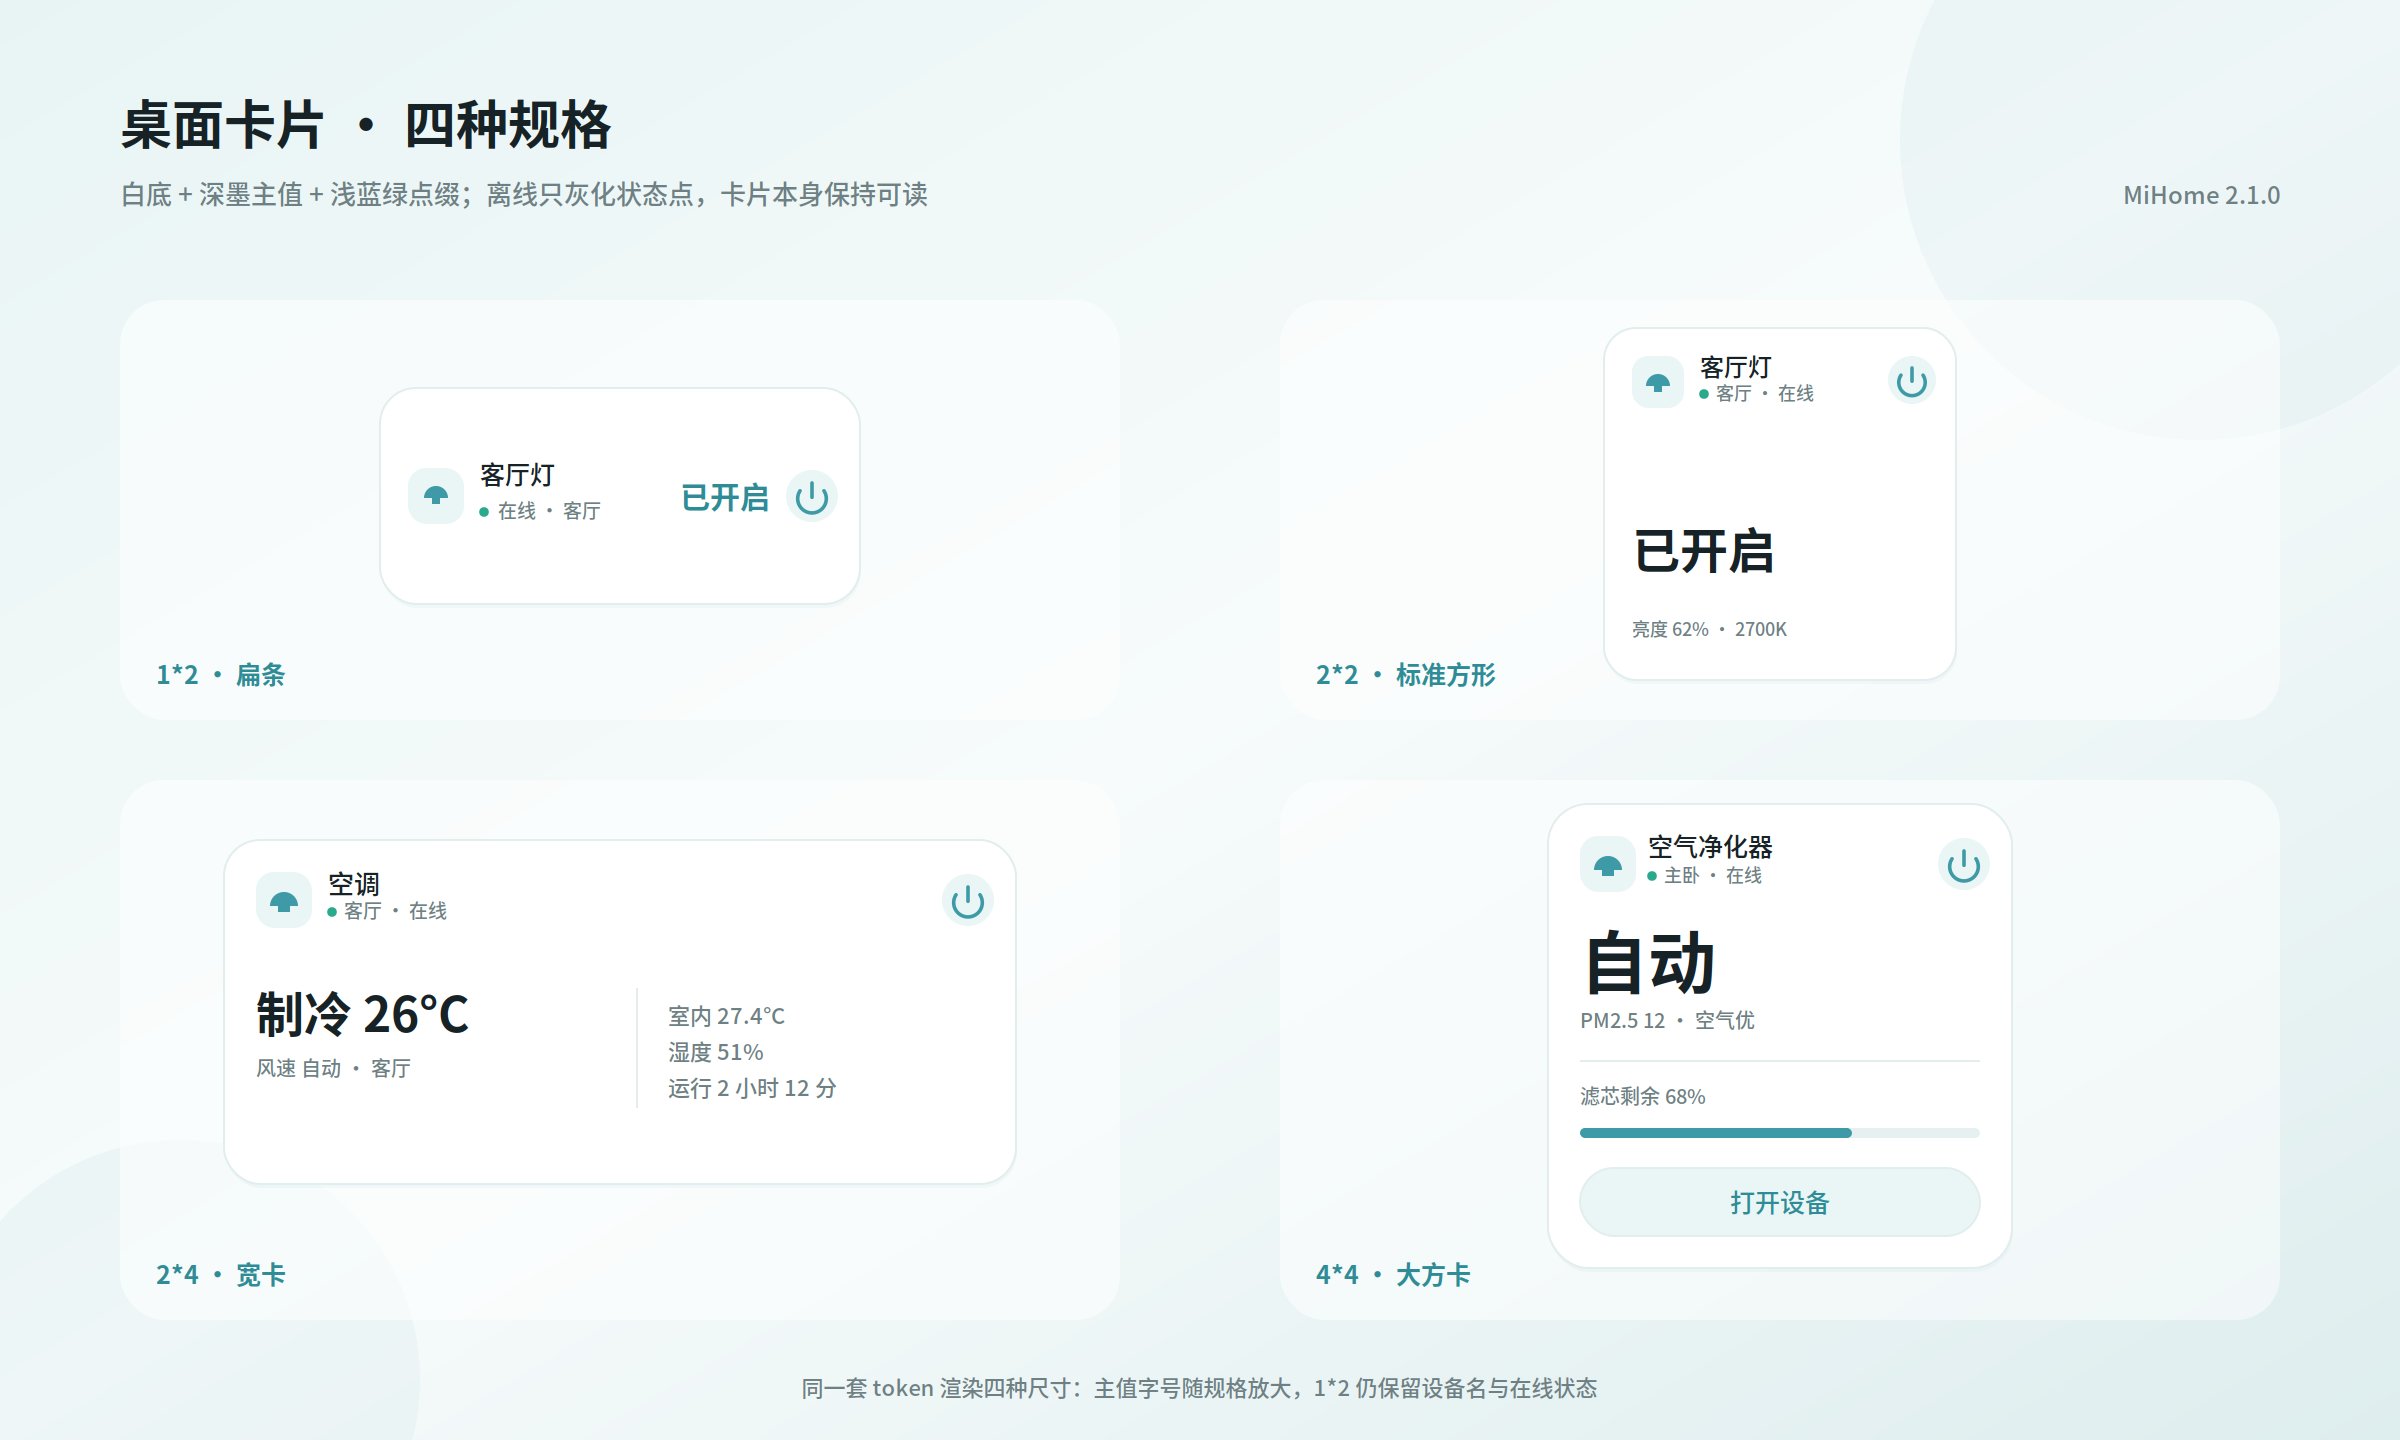 桌面卡片 · 四种规格
白底 + 深墨主值 + 浅蓝绿点缀；离线只灰化状态点，卡片本身保持可读
MiHome 2.1.0
客厅灯
在线 · 客厅
已开启
1*2 · 扁条
客厅灯
客厅 · 在线
已开启
亮度 62% · 2700K
2*2 · 标准方形
空调
客厅 · 在线
制冷 26°C
风速 自动 · 客厅
室内 27.4°C
湿度 51%
运行 2 小时 12 分
2*4 · 宽卡
空气净化器
主卧 · 在线
自动
PM2.5 12 · 空气优
滤芯剩余 68%
打开设备
4*4 · 大方卡
同一套 token 渲染四种尺寸：主值字号随规格放大，1*2 仍保留设备名与在线状态